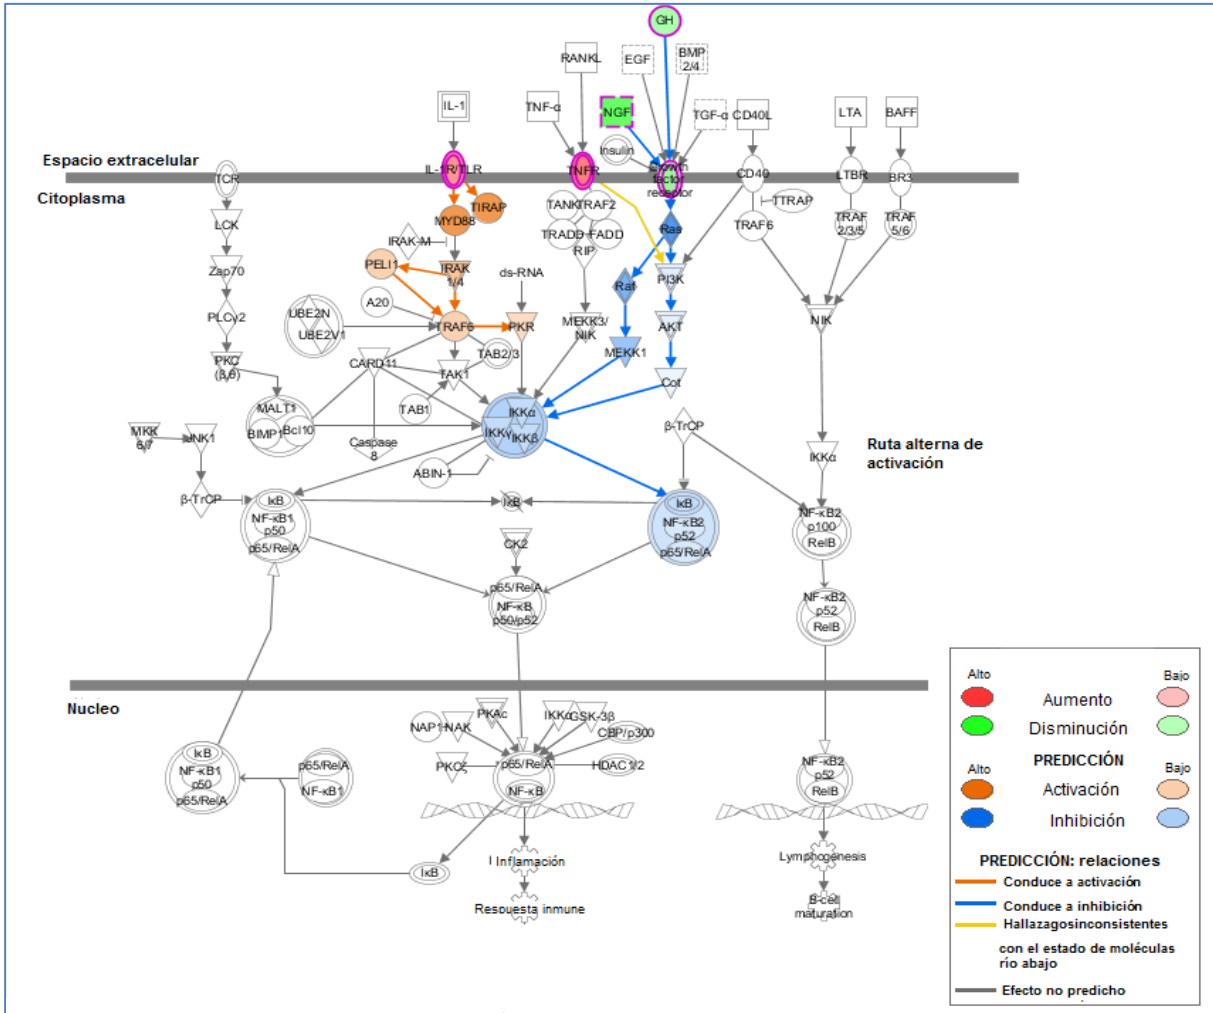 GH
RANKL
EGF
BMP
2/4
IL-1
TNF-α
NGF
TGF-α
CD40L
LTA
BAFF
Insulin
Espacio extracelular
TCR
IL-1R/TLR
TNFR
Growth
factor
receptor
CD40
LTBR
BR3
Citoplasma
LCK
MYD88
TIRAP
TANK
TRAF2
TTRAP
TRAF6
TRAF
2/3/5
TRAF
5/6
IRAK-M
TRADD
FADD
RIP
Ras
Zap70
PELI1
IRAK
1/4
ds-RNA
PI3K
Raf
A20
PLCγ2
UBE2N
UBE2V1
TRAF6
PKR
MEKK3/
NIK
AKT
NIK
MEKK1
PKC
(β,θ)
CARD11
TAK1
TAB2/3
Cot
MALT1
BIMP1
Bcl10
TAB1
IKKα
IKKγ
IKKβ
β-TrCP
MKK
6/7
JNK1
Caspase
8
ABIN-1
Ruta alterna de
activación
IKKα
β-TrCP
IκB
NF-κB1
p50
p65/RelA
IκB
IκB
NF-κB2
p52
p65/RelA
NF-κB2
p100
RelB
CK2
p65/RelA
NF-κB
p50/p52
NF-κB2
p52
RelB
Nucleo
NAP1
NAK
PKAc
IKKα
GSK-3β
CBP/p300
IκB
NF-κB1
p50
p65/RelA
p65/RelA
NF-κB1
PKCζ
p65/RelA
NF-κB
HDAC1/2
NF-κB2
p52
RelB
IκB
Inflamación
Respuesta inmune
Lymphogenesis
B-cell
maturation
Alto Bajo
Aumento
Disminución
PREDICCIÓN
Alto Bajo
Activación
Inhibición
PREDICCIÓN: relaciones
Conduce a activación
Conduce a inhibición
Hallazagosinconsistentes
con el estado de moléculas
río abajo
Efecto no predicho